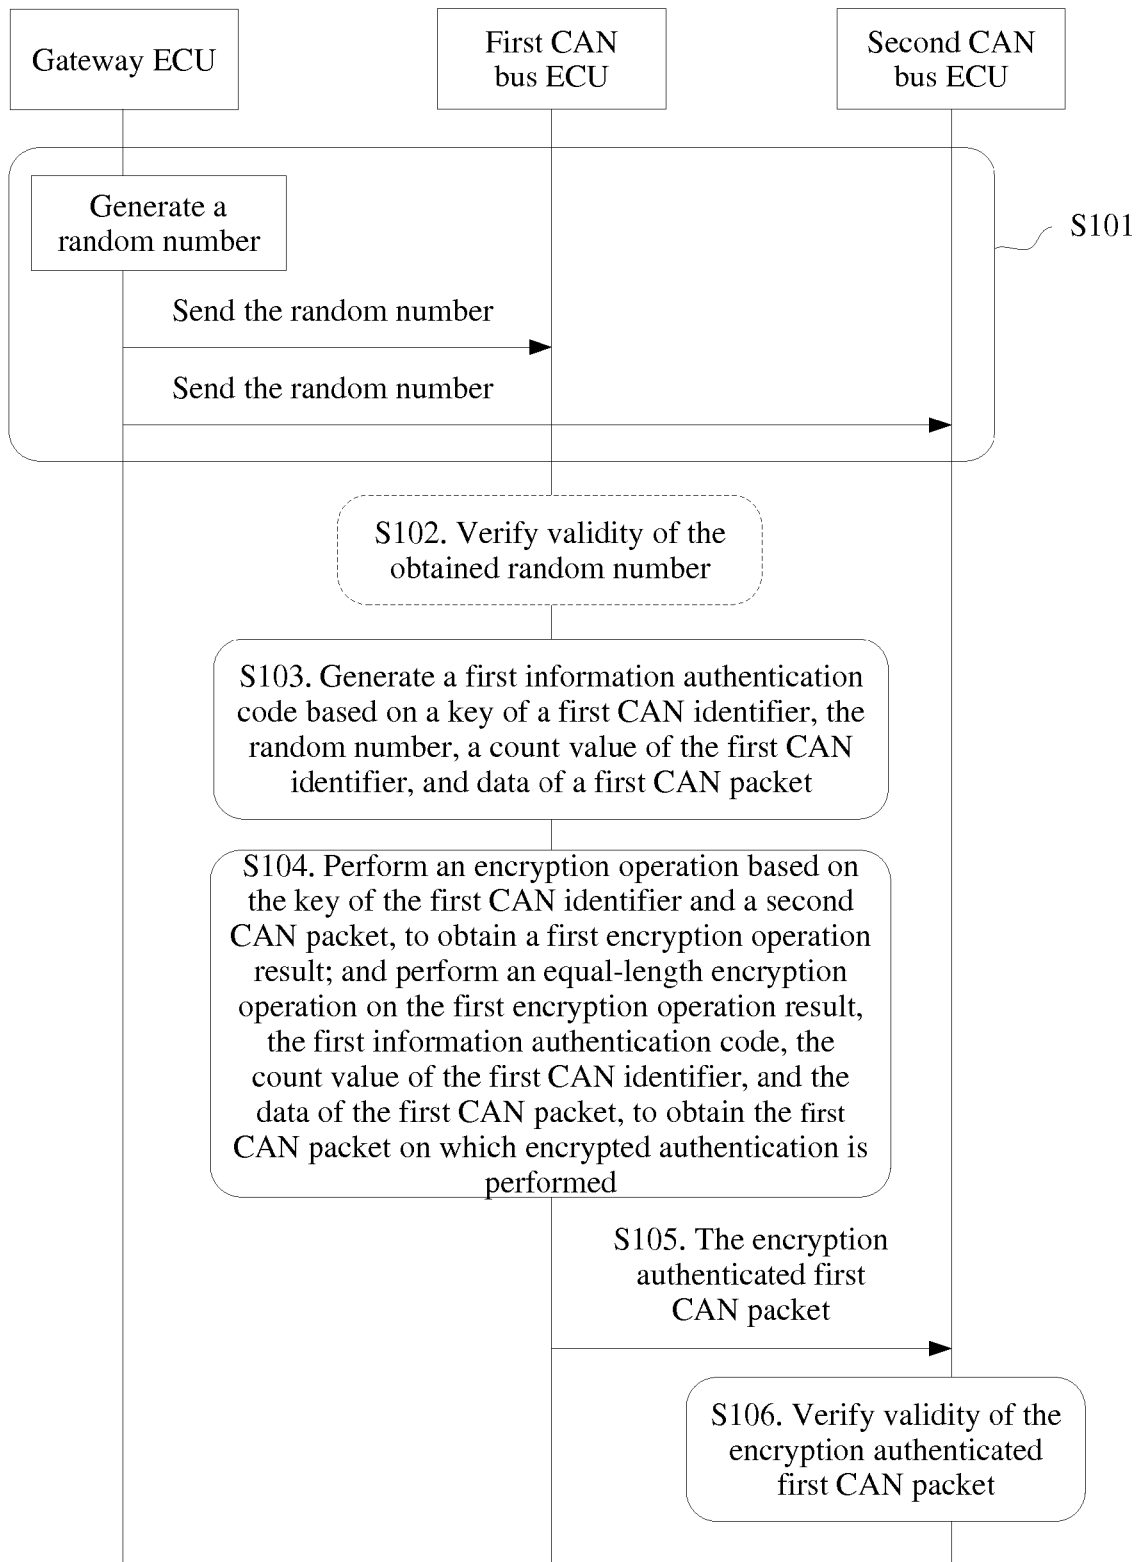 Gateway ECU
First CAN
bus ECU
Second CAN
bus ECU
Generate a
random number
S101
Send the random number
Send the random number
S102. Verify validity of the
obtained random number
S103. Generate a first information authentication
code based on a key of a first CAN identifier, the
random number, a count value of the first CAN
identifier, and data of a first CAN packet
S104. Perform an encryption operation based on
the key of the first CAN identifier and a second
CAN packet, to obtain a first encryption operation
result; and perform an equal-length encryption
operation on the first encryption operation result,
the first information authentication code, the
count value of the first CAN identifier, and the
data of the first CAN packet, to obtain the first
CAN packet on which encrypted authentication is
performed
S105. The encryption
authenticated first
CAN packet
S106. Verify validity of the
encryption authenticated
first CAN packet